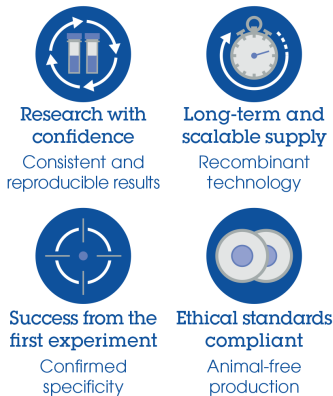 Research with
confidence
Consistent and
reproducible results
Long-term and
scalable supply
Recombinant
technology
Success from the
first experiment
Confirmed
specificity
Ethical standards
compliant
Animal-free
production